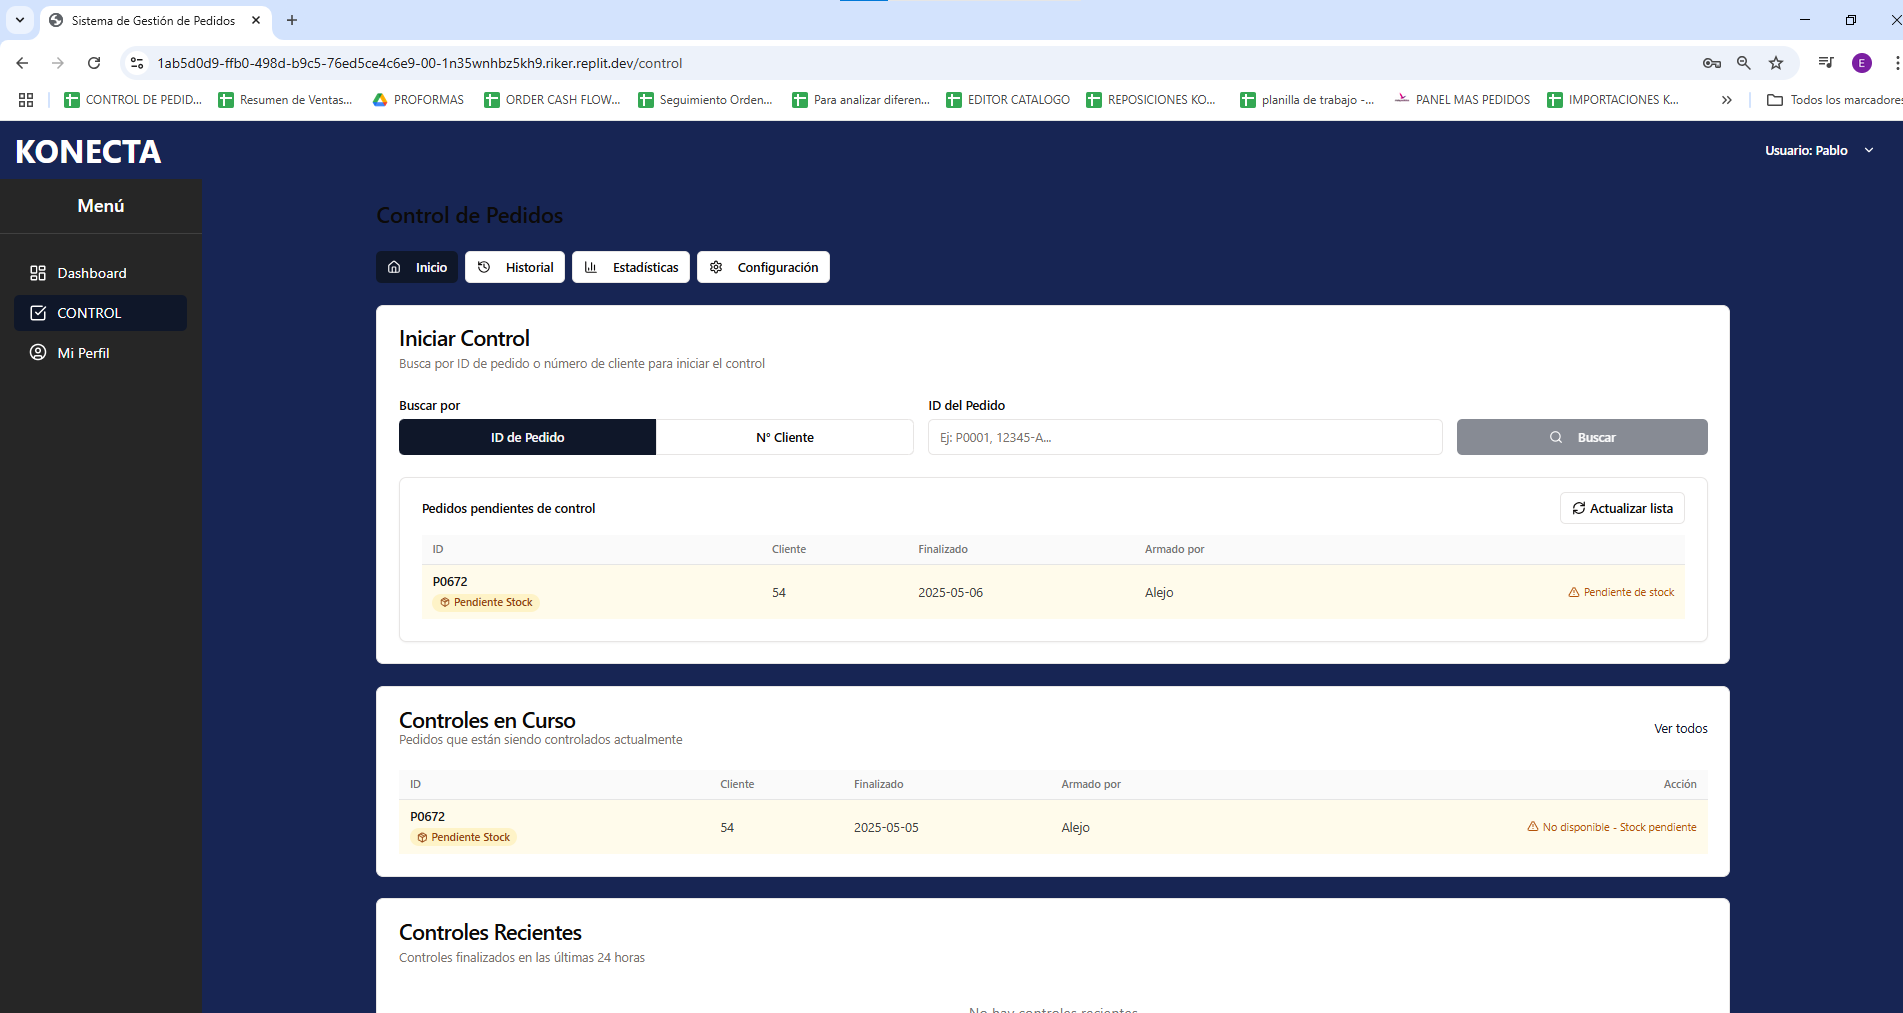 Sistema de Gestión de Pedidos
1ab5d0d9-ffb0-498d-b9c5-76ed5ce4c6e9-00-1n35wnhbz5kh9.riker.replit.dev/control
E
CONTROL DE PEDID...
Resumen de Ventas...
PROFORMAS
ORDER CASH FLOW...
Seguimiento Orden...
Para analizar diferen...
EDITOR CATALOGO
REPOSICIONES KO...
planilla de trabajo -...
PANEL MAS PEDIDOS
IMPORTACIONES K...
Todos los marcadores
KONECTA
Usuario: Pablo
Menú
Dashboard
CONTROL
Mi Perfil
Control de Pedidos
Inicio
Historial
Estadísticas
Configuración
Iniciar Control
Busca por ID de pedido o número de cliente para iniciar el control
Buscar por
ID del Pedido
ID de Pedido
N° Cliente
Ej: P0001, 12345-A...
Buscar
Pedidos pendientes de control
Actualizar lista
ID Cliente Finalizado Armado por
P0672
Pendiente Stock
54 2025-05-06 Alejo
Pendiente de stock
Controles en Curso
Pedidos que están siendo controlados actualmente
Ver todos
ID Cliente Finalizado Armado por Acción
P0672
Pendiente Stock
54 2025-05-05 Alejo
No disponible - Stock pendiente
Controles Recientes
Controles finalizados en las últimas 24 horas
No hay controles recientes